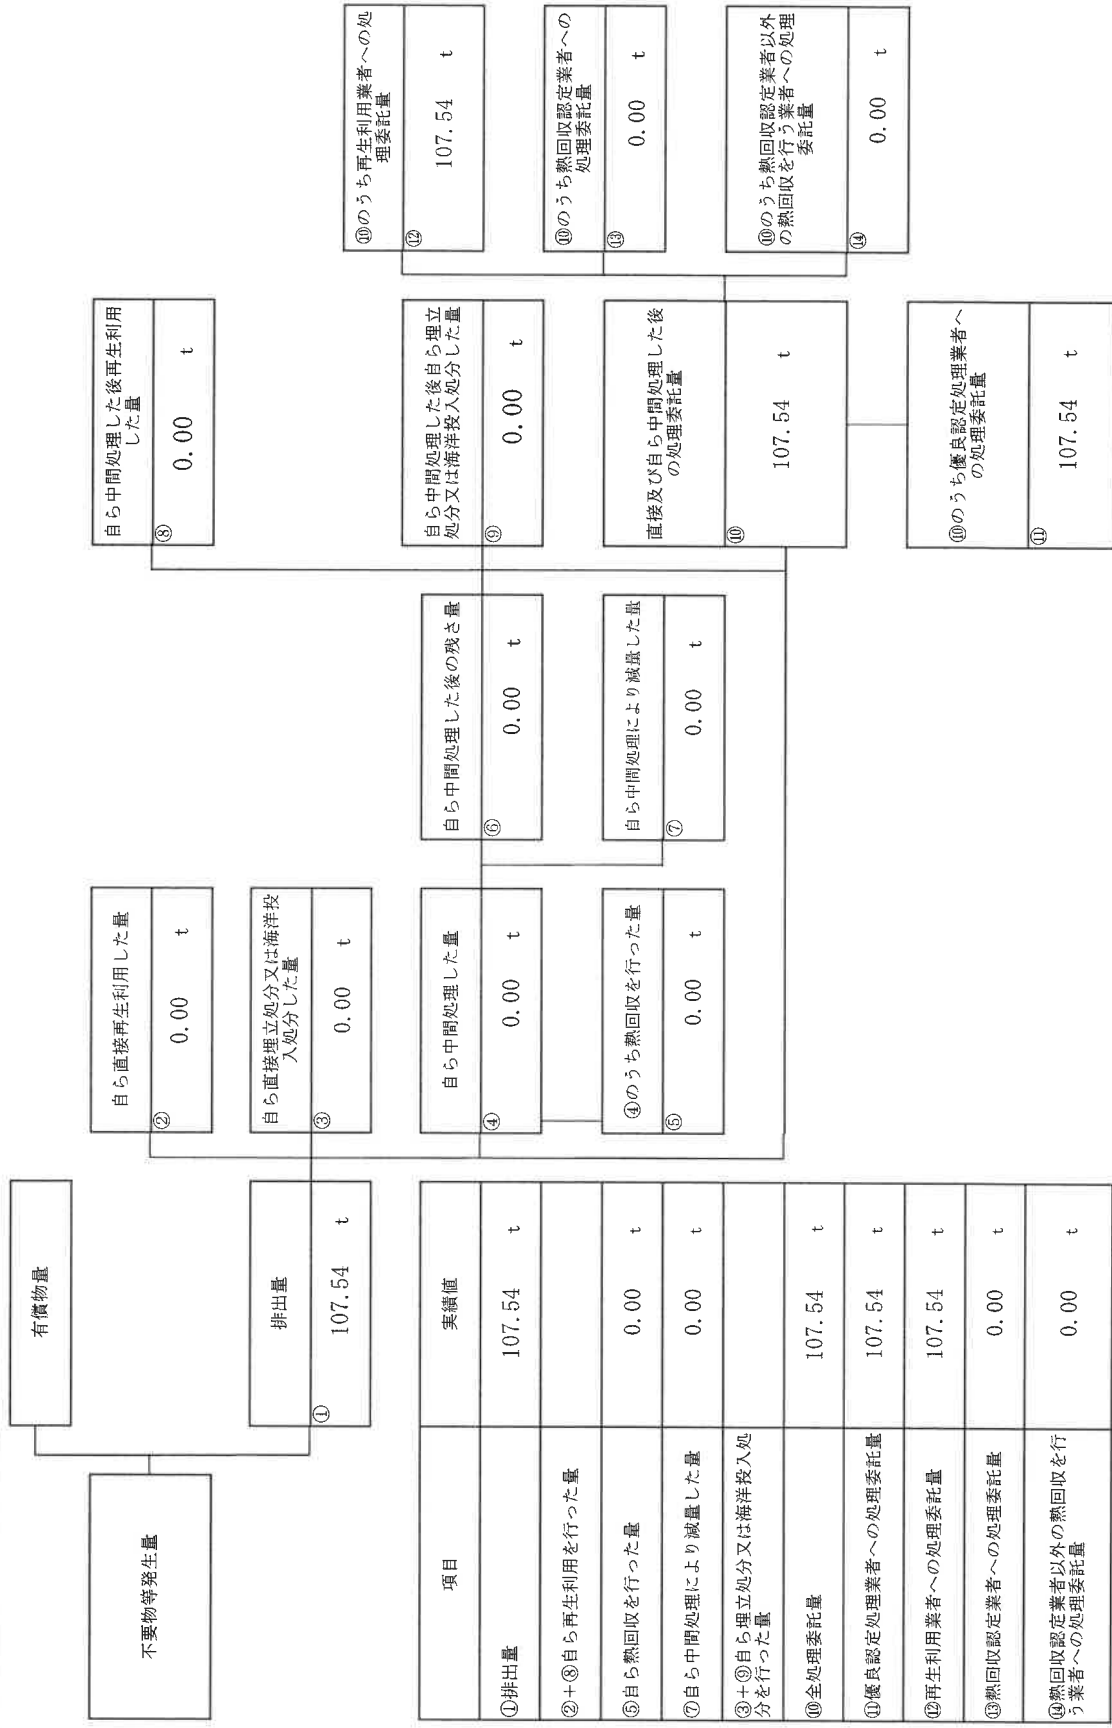 不要物等発生量
有償物量
排出量
①
107.54 t
自ら直接再生利用した量
②
0.00 t
自ら直接埋立処分又は海洋投
入処分した量
③
0.00 t
自ら中間処理した量
④
0.00 t
④のうち熱回収を行った量
⑤
0.00 t
自ら中間処理した後の残さ量
⑥
0.00 t
自ら中間処理により減量した量
⑦
0.00 t
自ら中間処理した後再生利用
した量
⑧
0.00 t
自ら中間処理した後自ら埋立
処分又は海洋投入処分した量
⑨
0.00 t
直接及び自ら中間処理した後
の処理委託量
⑩
107.54 t
⑩のうち優良認定処理業者へ
の処理委託量
⑪
107.54 t
⑩のうち再生利用業者への処
理委託量
⑫
107.54 t
⑩のうち熱回収認定業者への
処理委託量
⑬
0.00 t
⑩のうち熱回収認定業者以外
の熱回収を行う業者への処理
委託量
⑭
0.00 t
項目 実績値
①排出量 107.54 t
②+⑧自ら再生利用を行った量
⑤自ら熱回収を行った量 0.00 t
⑦自ら中間処理により減量した量 0.00 t
③+⑨自ら埋立処分又は海洋投入処
分を行った量
⑩全処理委託量 107.54 t
⑪優良認定処理業者への処理委託量 107.54 t
⑫再生利用業者への処理委託量 107.54 t
⑬熱回収認定業者への処理委託量 0.00 t
⑭熱回収認定業者以外の熱回収を行
う業者への処理委託量 0.00 t